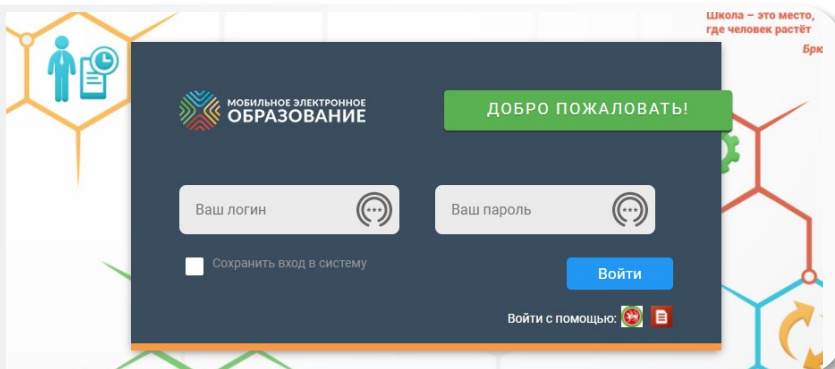 Школа – это место,
где человек растёт
МОБИЛЬНОЕ ЭЛЕКТРОННОЕ
ОБРАЗОВАНИЕ
ДОБРО ПОЖАЛОВАТЬ!
Ваш логин
Ваш пароль
Сохранить вход в систему
Войти
Войти с помощью: